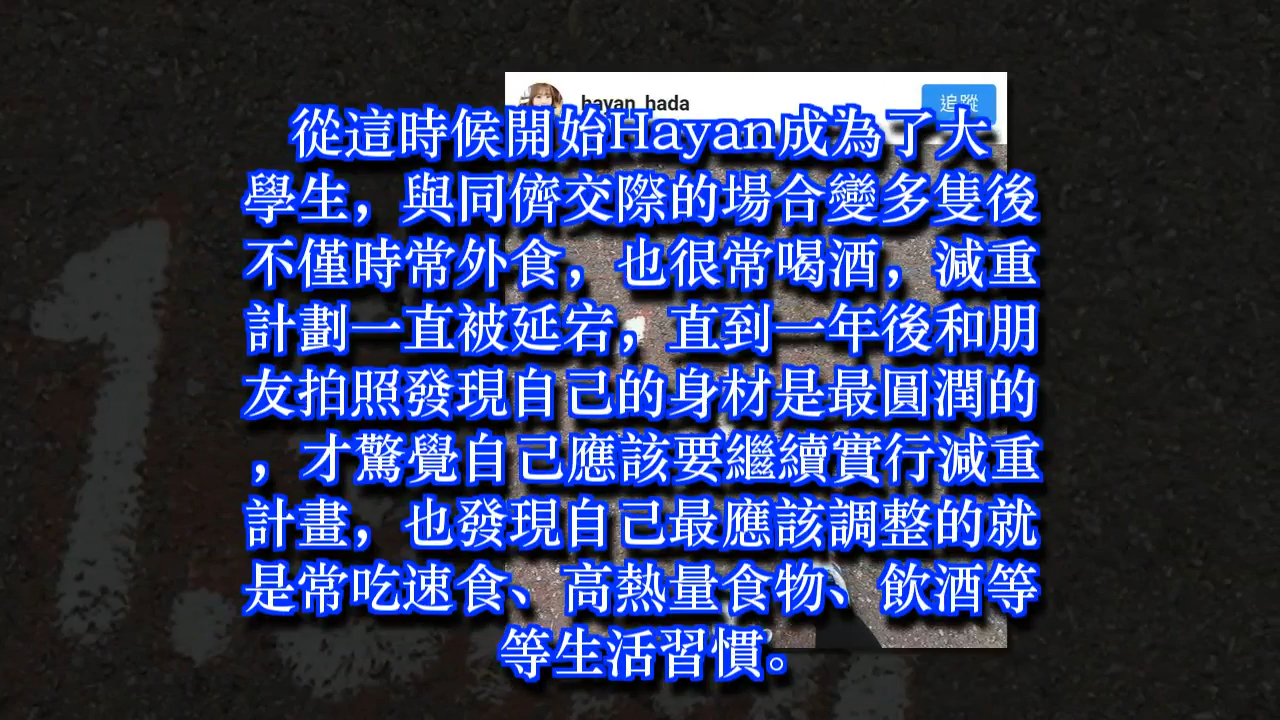 hayan_hada
追蹤
從這時候開始Hayan成為了大
學生，與同儕交際的場合變多隻後
不僅時常外食，也很常喝酒，減重
計劃一直被延宕，直到一年後和朋
友拍照發現自己的身材是最圓潤的
，才驚覺自己應該要繼續實行減重
計畫，也發現自己最應該調整的就
是常吃速食、高熱量食物、飲酒等
等生活習慣。